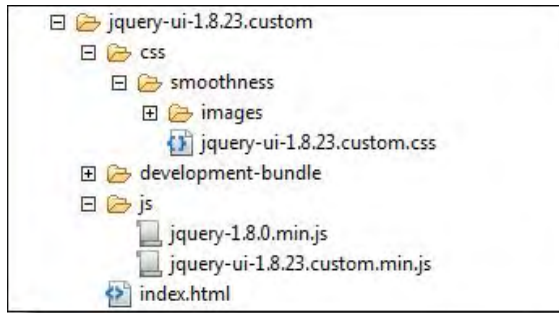 jquery-ui-1.8.23.custom
css
smoothness
images
jquery-ui-1.8.23.custom.css
development-bundle
js
jquery-1.8.0.min.js
jquery-ui-1.8.23.custom.min.js
index.html